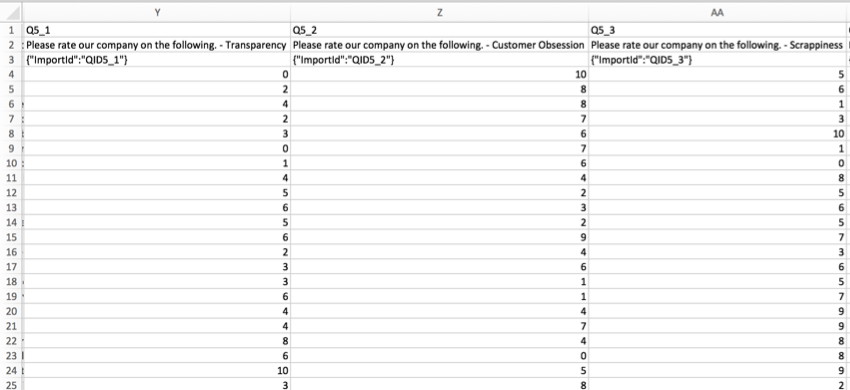 Y Z AA
1 Q5_1 Q5_2 Q5_3
2 Please rate our company on the following. - Transparency Please rate our company on the following. - Customer Obsession Please rate our company on the following. - Scrappiness
3 {"ImportId":"QID5_1"} {"ImportId":"QID5_2"} {"ImportId":"QID5_3"}
4 0 10 5
5 2 8 6
6 4 8 1
7 2 7 3
8 3 6 10
9 0 7 1
10 1 6 0
11 4 4 8
12 5 2 5
13 6 3 6
14 5 2 5
15 6 9 7
16 2 4 3
17 3 6 6
18 3 1 5
19 6 1 7
20 4 4 9
21 4 7 9
22 8 4 8
23 6 0 8
24 10 5 9
25 3 8 2